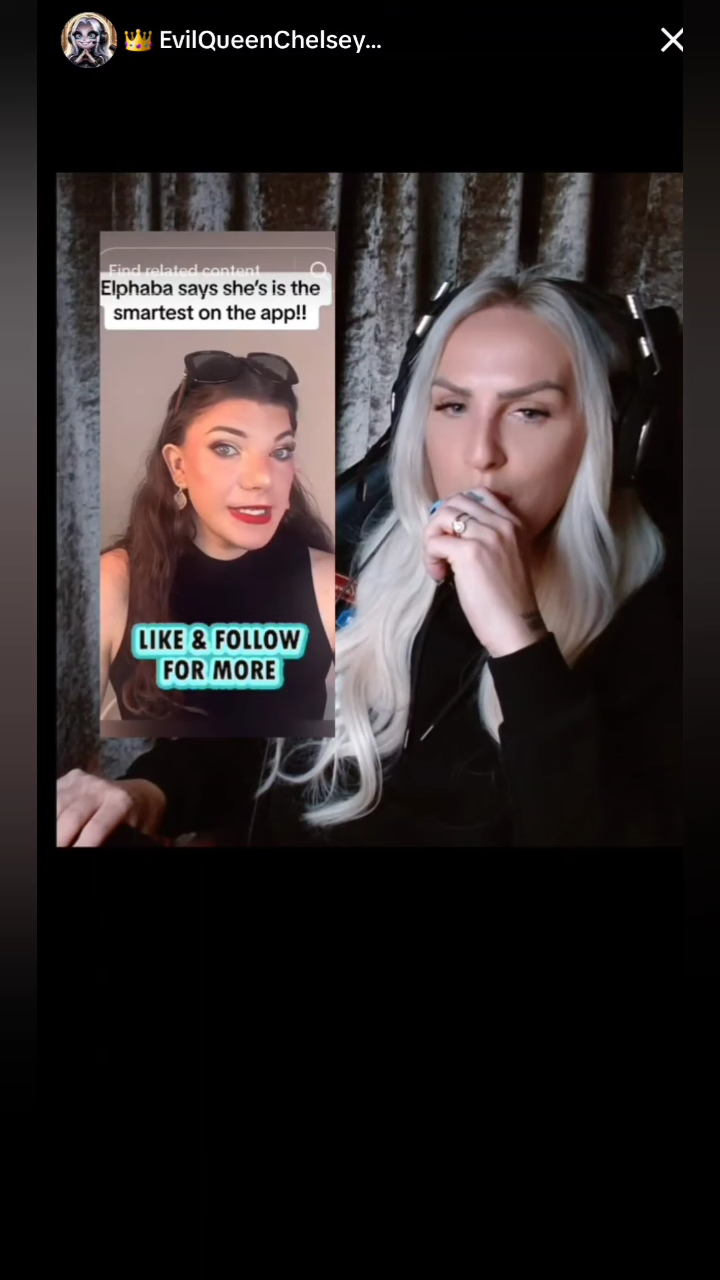 👑 EvilQueenChelsey...
Find related content
Elphaba says she’s is the
smartest on the app!!
LIKE & FOLLOW
FOR MORE